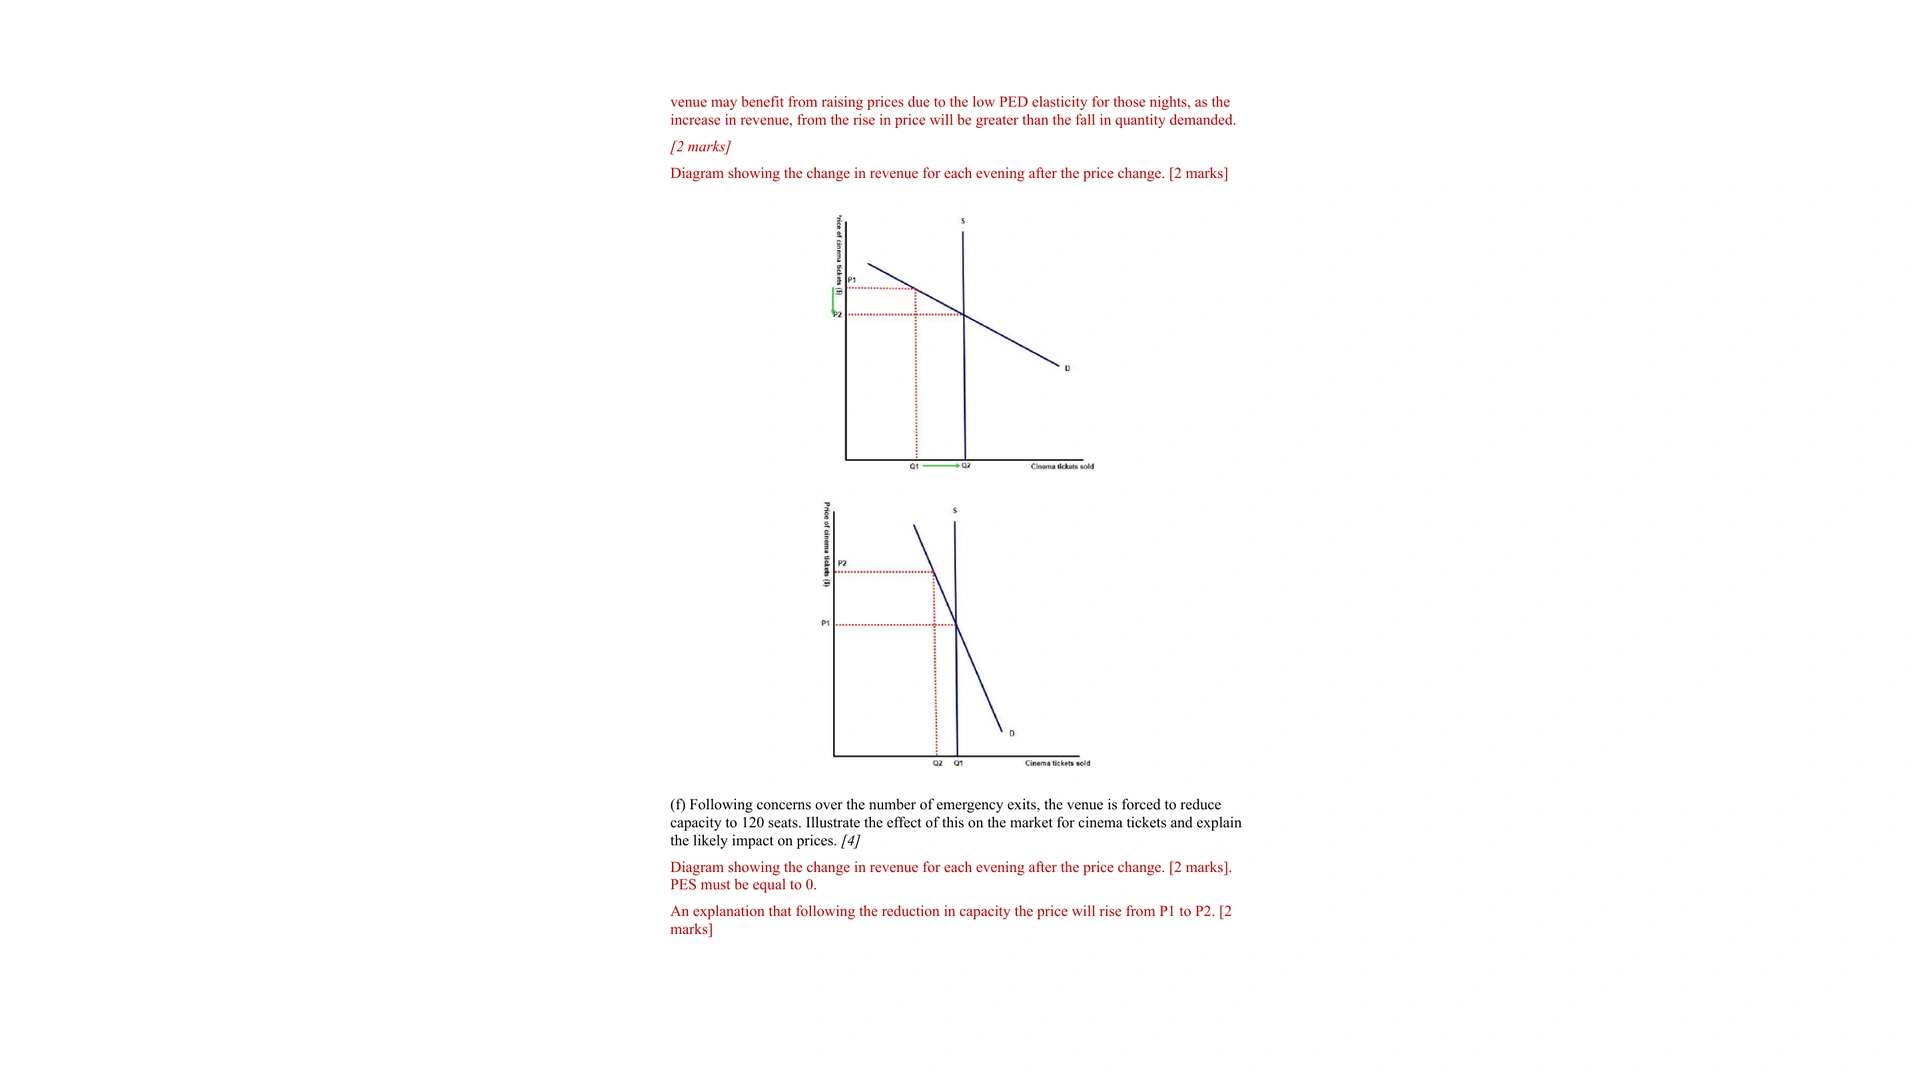 venue may benefit from raising prices due to the low PED elasticity for those nights, as the
increase in revenue, from the rise in price will be greater than the fall in quantity demanded.
[2 marks]
Diagram showing the change in revenue for each evening after the price change. [2 marks]
Price of cinema tickets (£)
S
P1
P2
D
Q1
Q2
Cinema tickets sold
Price of cinema tickets (£)
S
P2
P1
D
Q2
Q1
Cinema tickets sold
(f) Following concerns over the number of emergency exits, the venue is forced to reduce
capacity to 120 seats. Illustrate the effect of this on the market for cinema tickets and explain
the likely impact on prices. [4]
Diagram showing the change in revenue for each evening after the price change. [2 marks].
PES must be equal to 0.
An explanation that following the reduction in capacity the price will rise from P1 to P2. [2
marks]